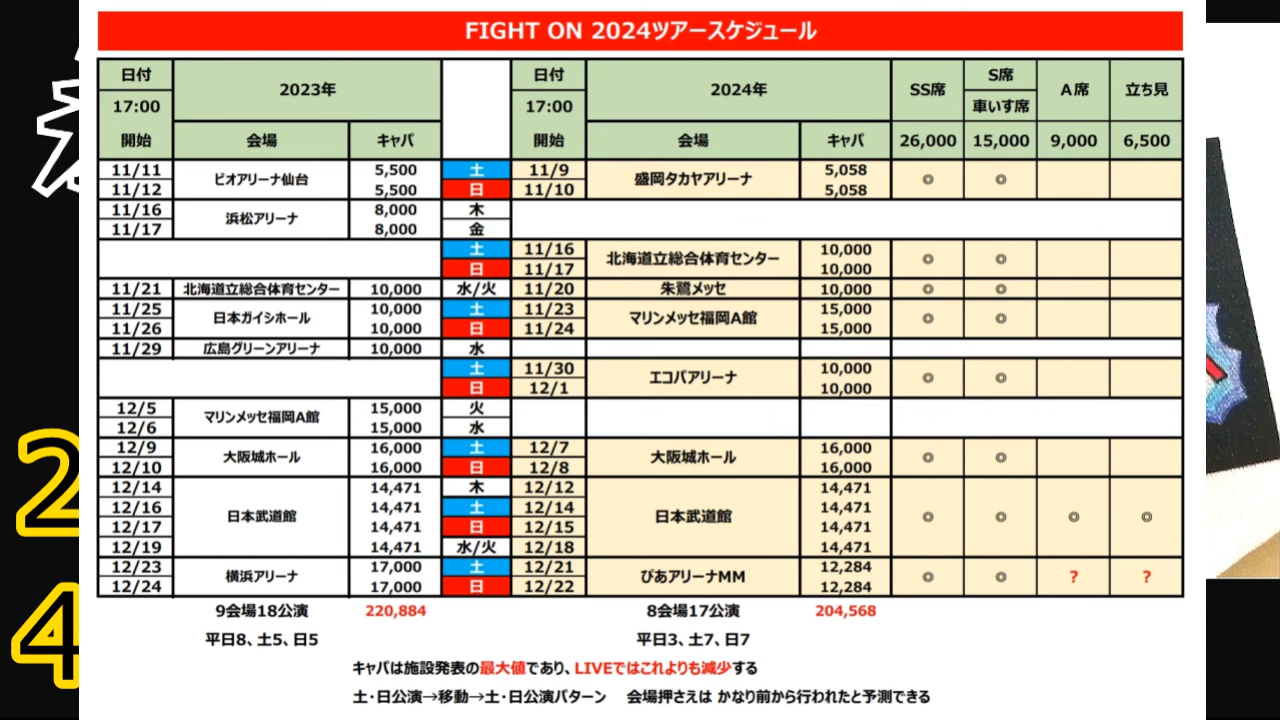 FIGHT ON 2024ツアースケジュール
日付 2023年 日付 2024年 SS席 S席 A席 立ち見
17:00 17:00 車いす席
開始 会場 キャパ 開始 会場 キャパ 26,000 15,000 9,000 6,500
11/11 ビオアリーナ仙台 5,500 土 11/9 盛岡タカヤアリーナ 5,058 ◎ ◎
11/12 5,500 日 11/10 5,058
11/16 浜松アリーナ 8,000 木
11/17 8,000 金
土 11/16 北海道立総合体育センター 10,000 ◎ ◎
日 11/17 10,000
11/21 北海道立総合体育センター 10,000 水/火 11/20 朱鷺メッセ 10,000 ◎ ◎
11/25 日本ガイシホール 10,000 土 11/23 マリンメッセ福岡A館 15,000 ◎ ◎
11/26 10,000 日 11/24 15,000
11/29 広島グリーンアリーナ 10,000 水
土 11/30 エコパアリーナ 10,000 ◎ ◎
日 12/1 10,000
12/5 マリンメッセ福岡A館 15,000 火
12/6 15,000 水
12/9 大阪城ホール 16,000 土 12/7 大阪城ホール 16,000 ◎ ◎
12/10 16,000 日 12/8 16,000
12/14 日本武道館 14,471 木 12/12 日本武道館 14,471 ◎ ◎ ◎ ◎
12/16 14,471 土 12/14 14,471
12/17 14,471 日 12/15 14,471
12/19 14,471 水/火 12/18 14,471
12/23 横浜アリーナ 17,000 土 12/21 ぴあアリーナMM 12,284 ◎ ◎ ? ?
12/24 17,000 日 12/22 12,284
9会場18公演 220,884 8会場17公演 204,568
平日8、土5、日5 平日3、土7、日7
キャパは施設発表の最大値であり、LIVEではこれよりも減少する
土・日公演→移動→土・日公演パターン 会場押さえは かなり前から行われたと予測できる
2
4